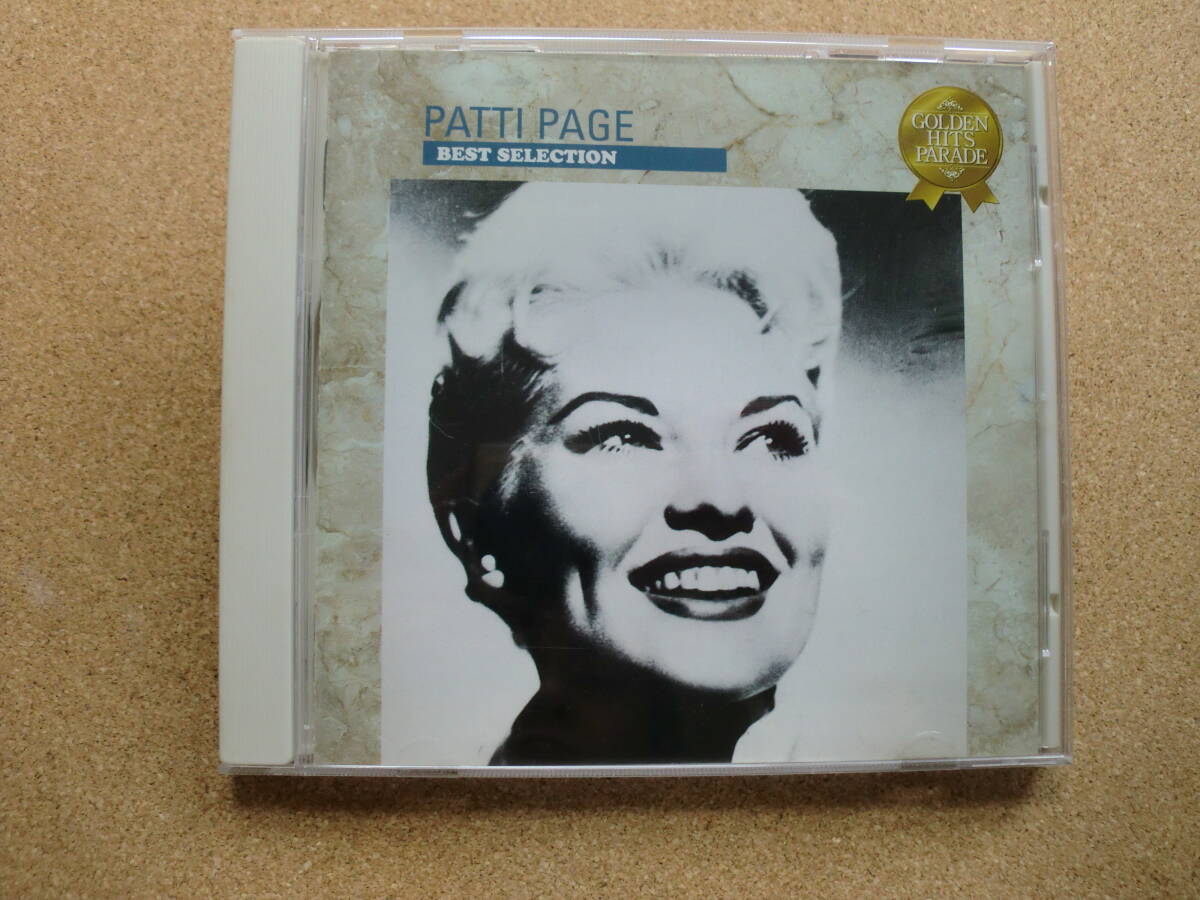 PATTI PAGE
BEST SELECTION
GOLDEN
HITS
PARADE